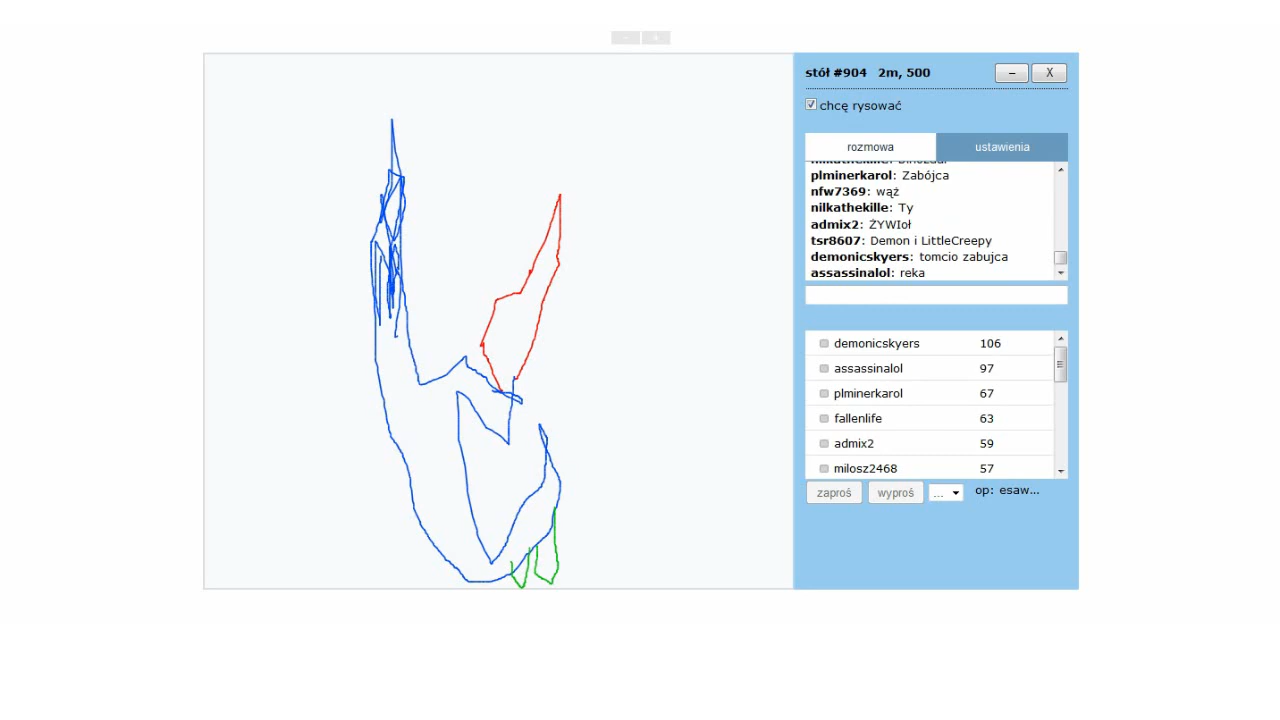 stół #904 2m, 500
– X
chcę rysować
rozmowa ustawienia
plminerkarol: Zabójca
nfw7369: wąż
nilkathekille: Ty
admix2: ŻYWIoł
tsr8607: Demon i LittleCreepy
demonicskyers: tomcio zabujca
assassinalol: reka
demonicskyers 106
assassinalol 97
plminerkarol 67
fallenlife 63
admix2 59
milosz2468 57
zaproś wyproś ... op: esaw...